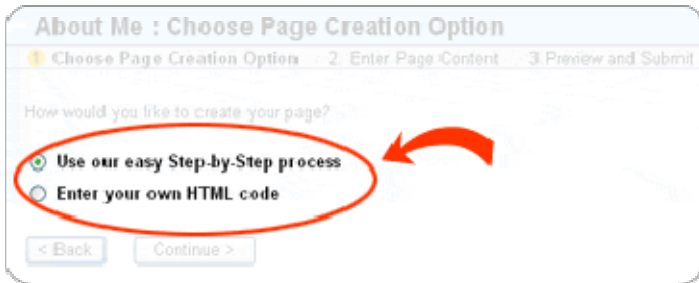 About Me : Choose Page Creation Option
1 Choose Page Creation Option 2. Enter Page Content 3. Preview and Submit
How would you like to create your page?
Use our easy Step-by-Step process
Enter your own HTML code
< Back Continue >